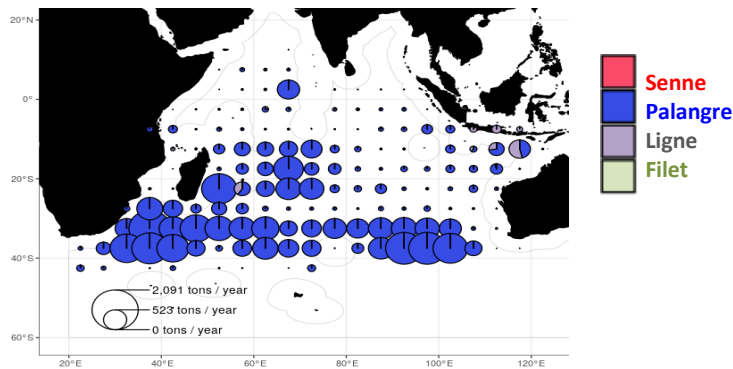 20°N
0°
20°S
40°S
60°S
2,091 tons / year
523 tons / year
0 tons / year
20°E
40°E
60°E
80°E
100°E
120°E
Senne
Palangre
Ligne
Filet